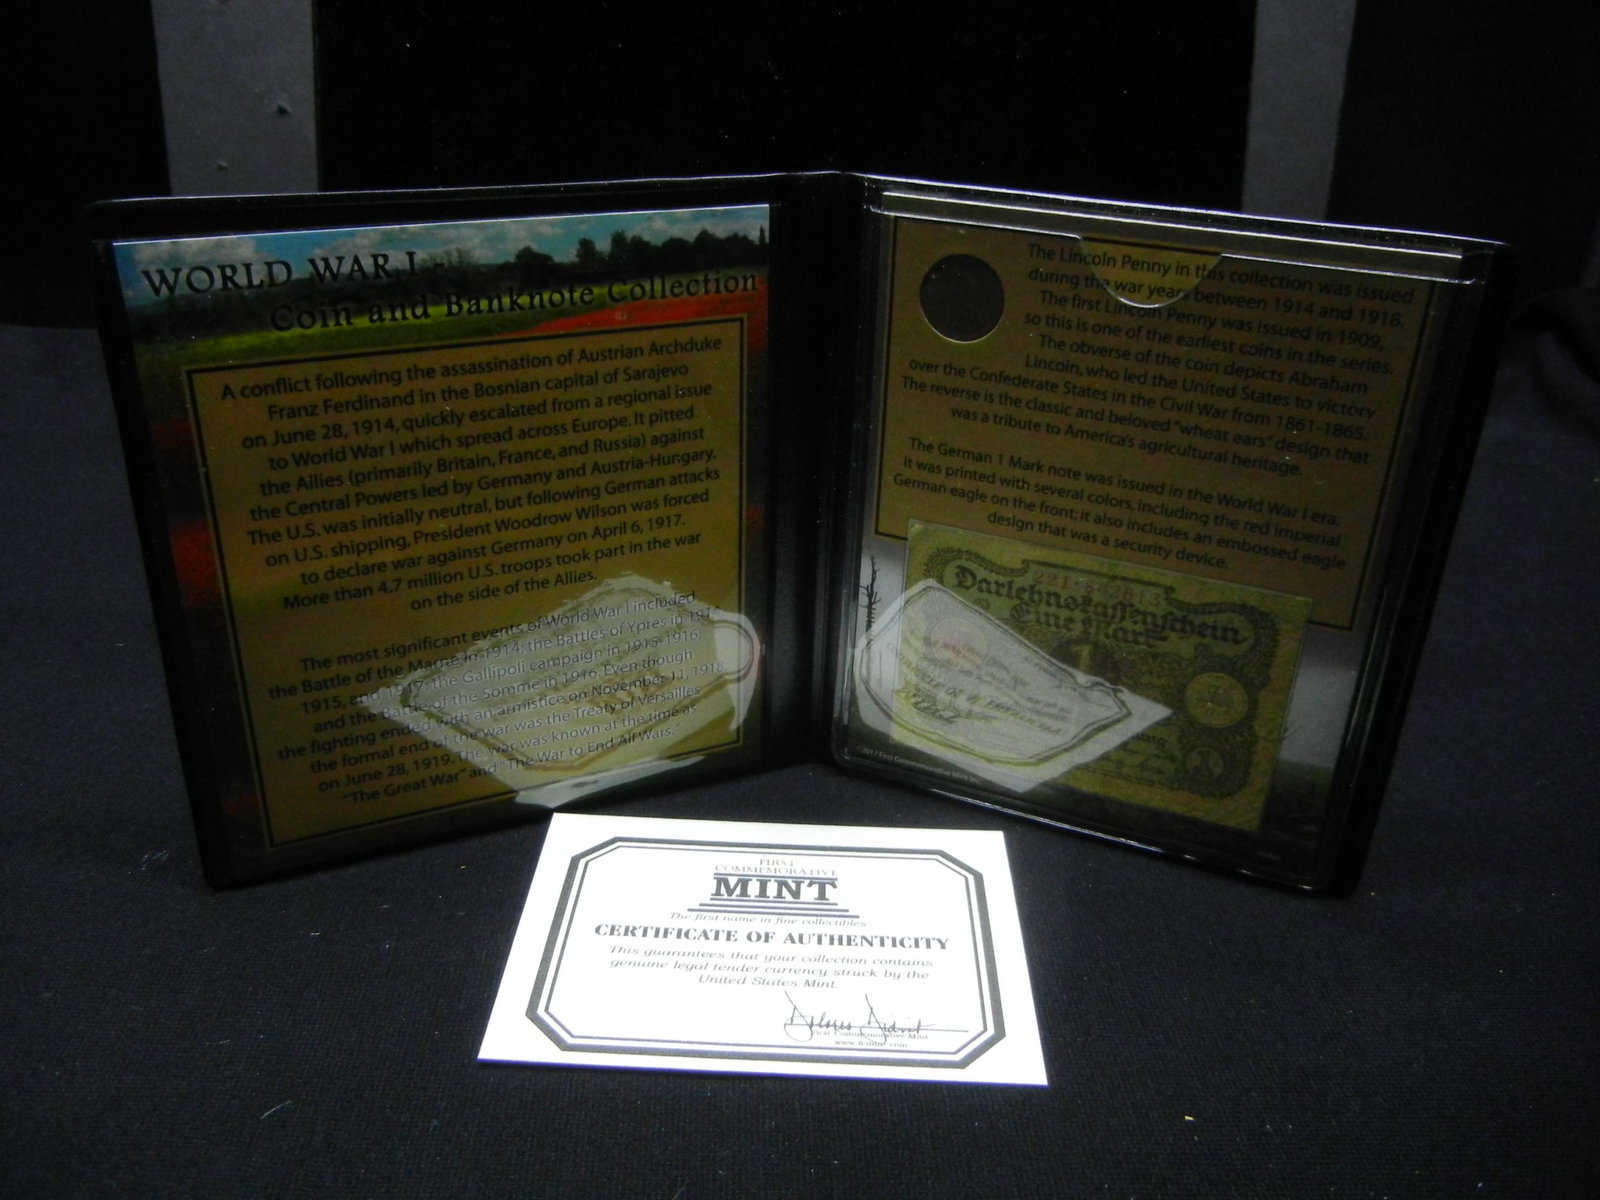 WORLD WAR I -
Coin and Banknote Collection
A conflict following the assassination of Austrian Archduke
Franz Ferdinand in the Bosnian capital of Sarajevo
on June 28, 1914, quickly escalated from a regional issue
to World War I which spread across Europe. It pitted
the Allies (primarily Britain, France, and Russia) against
the Central Powers led by Germany and Austria-Hungary.
The U.S. was initially neutral, but following German attacks
on U.S. shipping, President Woodrow Wilson was forced
to declare war against Germany on April 6, 1917.
More than 4.7 million U.S. troops took part in the war
on the side of the Allies.
The most significant events of World War I included
the Battle of the Marne in 1914; the Battles of Ypres in 1914,
1915, and 1917; the Gallipoli campaign in 1915-1916;
and the Battle of the Somme in 1916. Even though
the fighting ended with an armistice on November 11, 1918,
the formal end of the war was the Treaty of Versailles
on June 28, 1919. The war was known at the time as
"The Great War" and "The War to End All Wars."
The Lincoln Penny in this collection was issued
during the war years between 1914 and 1918.
The first Lincoln Penny was issued in 1909,
so this is one of the earliest coins in the series.
The obverse of the coin depicts Abraham
Lincoln, who led the United States to victory
over the Confederate States in the Civil War from 1861-1865.
The reverse is the classic and beloved "wheat ears" design that
was a tribute to America's agricultural heritage.
The German 1 Mark note was issued in the World War I era.
It was printed with several colors, including the red imperial
German eagle on the front; it also includes an embossed eagle
design that was a security device.
Darlehnskassenschein
Eine Mark
1
©2017 First Commemorative Mint Inc.
FIRST
COMMEMORATIVE
MINT
The first name in fine collectibles
CERTIFICATE OF AUTHENTICITY
This guarantees that your collection contains
genuine legal tender currency struck by the
United States Mint.
First Commemorative Mint
www.fcmint.com